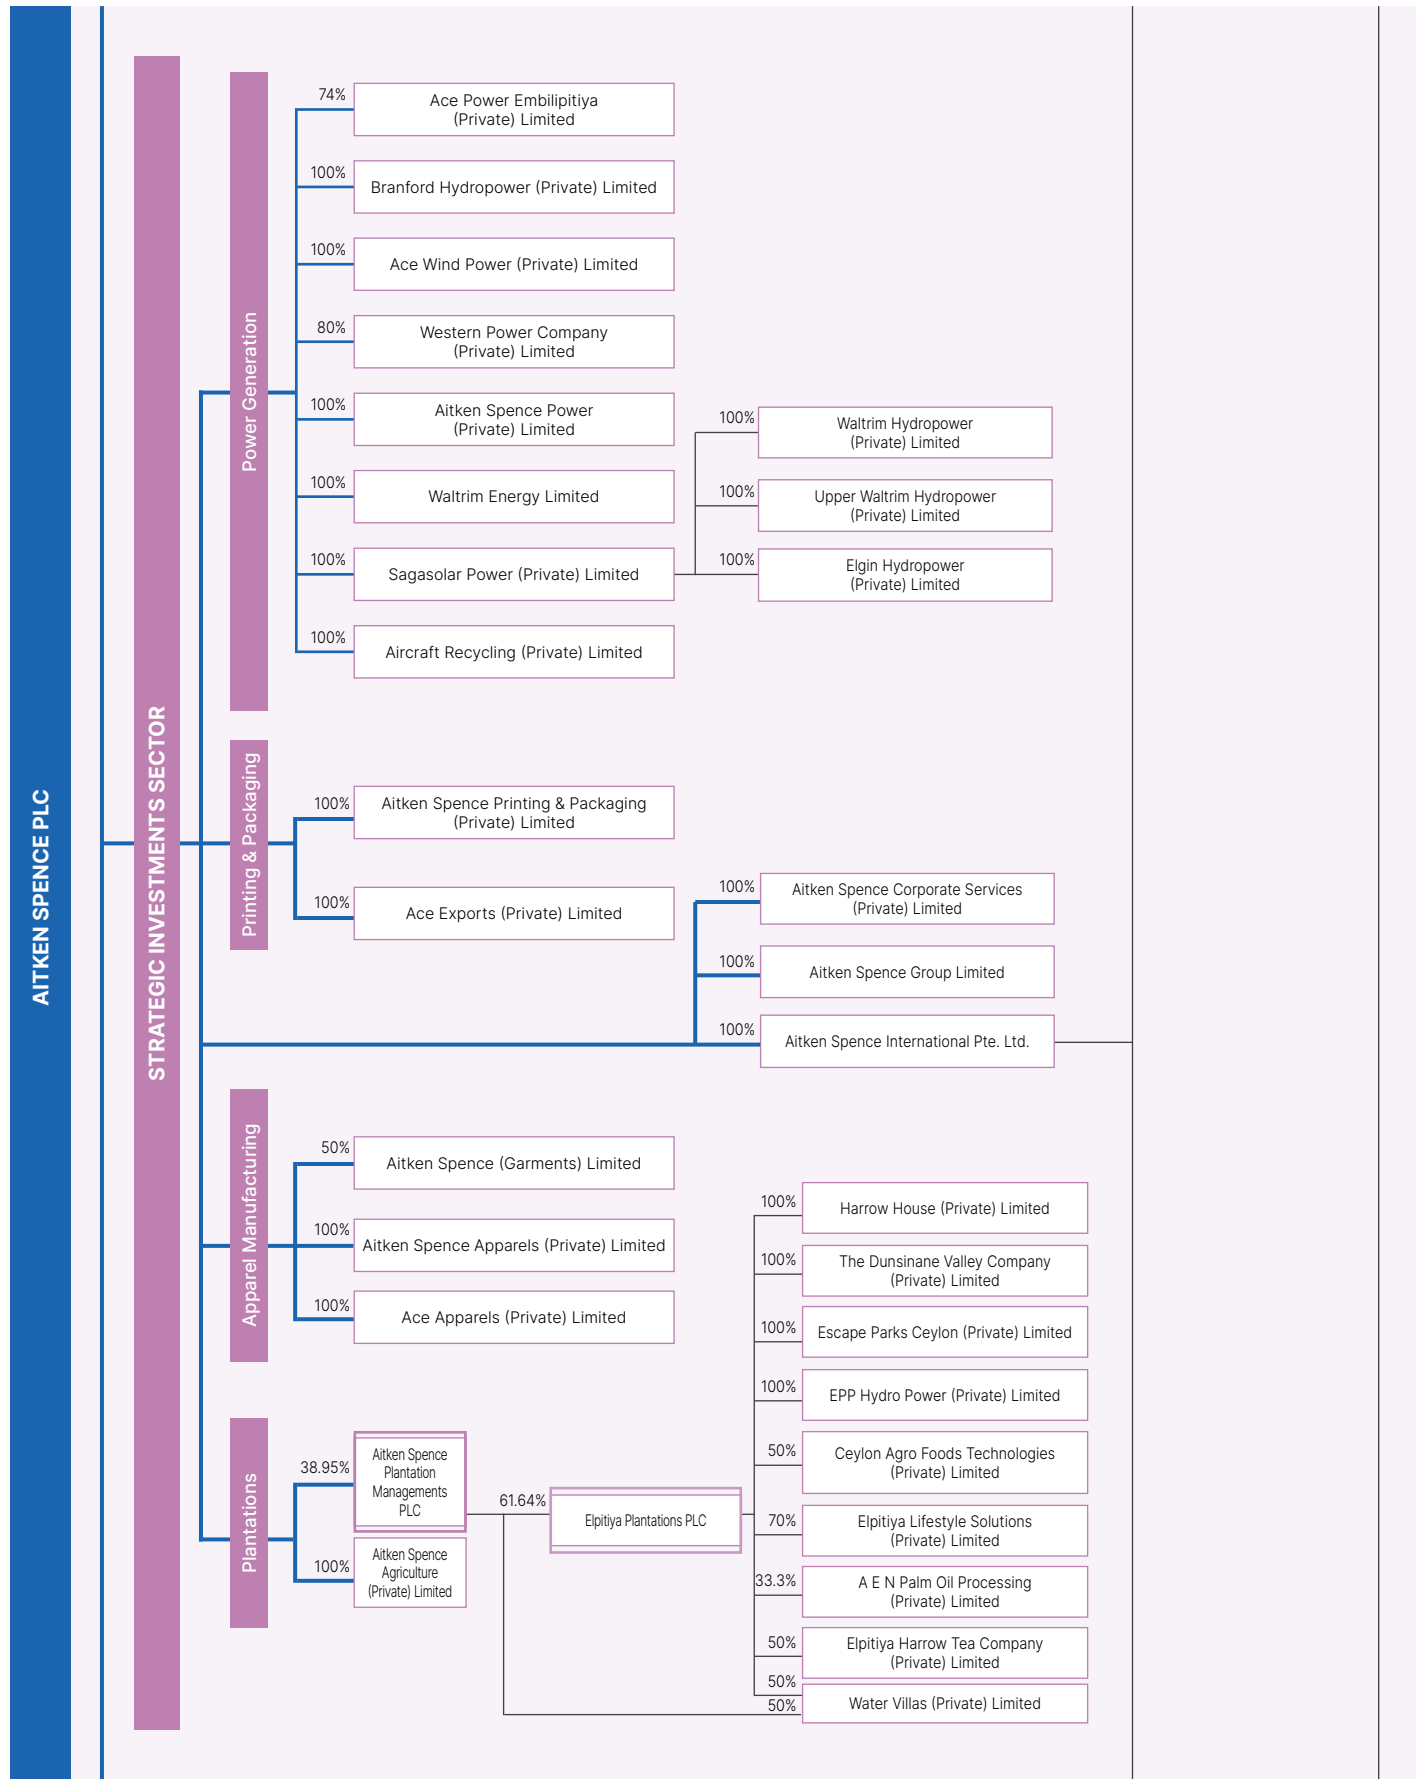 AITKEN SPENCE PLC
STRATEGIC INVESTMENTS SECTOR
Power Generation
74%
Ace Power Embilipitiya
(Private) Limited
100%
Branford Hydropower (Private) Limited
100%
Ace Wind Power (Private) Limited
80%
Western Power Company
(Private) Limited
100%
Aitken Spence Power
(Private) Limited
100%
Waltrim Energy Limited
100%
Sagasolar Power (Private) Limited
100%
Aircraft Recycling (Private) Limited
100%
Waltrim Hydropower
(Private) Limited
100%
Upper Waltrim Hydropower
(Private) Limited
100%
Elgin Hydropower
(Private) Limited
Printing & Packaging
100%
Aitken Spence Printing & Packaging
(Private) Limited
100%
Ace Exports (Private) Limited
100%
Aitken Spence Corporate Services
(Private) Limited
100%
Aitken Spence Group Limited
100%
Aitken Spence International Pte. Ltd.
Apparel Manufacturing
50%
Aitken Spence (Garments) Limited
100%
Aitken Spence Apparels (Private) Limited
100%
Ace Apparels (Private) Limited
Plantations
38.95%
Aitken Spence
Plantation
Managements
PLC
100%
Aitken Spence
Agriculture
(Private) Limited
61.64%
Elpitiya Plantations PLC
100%
Harrow House (Private) Limited
100%
The Dunsinane Valley Company
(Private) Limited
100%
Escape Parks Ceylon (Private) Limited
100%
EPP Hydro Power (Private) Limited
50%
Ceylon Agro Foods Technologies
(Private) Limited
70%
Elpitiya Lifestyle Solutions
(Private) Limited
33.3%
A E N Palm Oil Processing
(Private) Limited
50%
Elpitiya Harrow Tea Company
(Private) Limited
50%
50%
Water Villas (Private) Limited